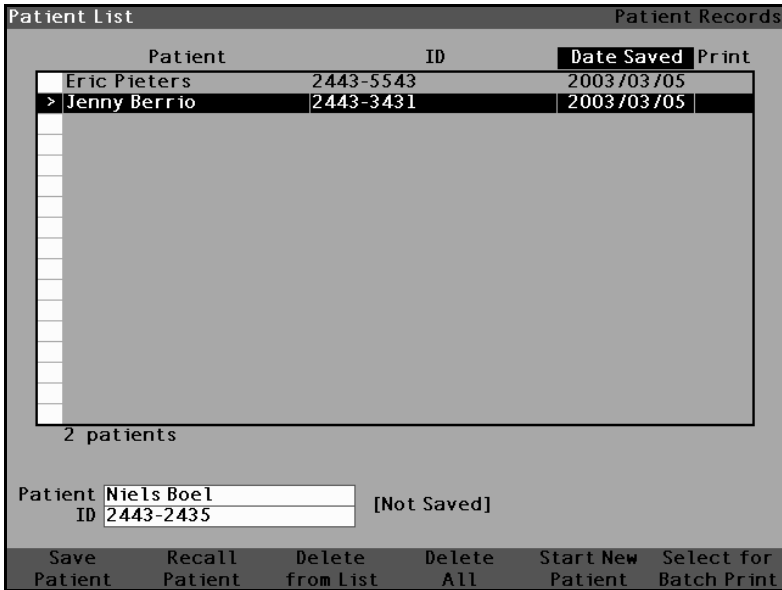 Patient List Patient Records
Patient ID Date Saved Print
Eric Pieters 2443-5543 2003/03/05
> Jenny Berrio 2443-3431 2003/03/05
2 patients
Patient Niels Boel
[Not Saved]
ID 2443-2435
Save Recall Delete Delete Start New Select for
Patient Patient from List All Patient Batch Print